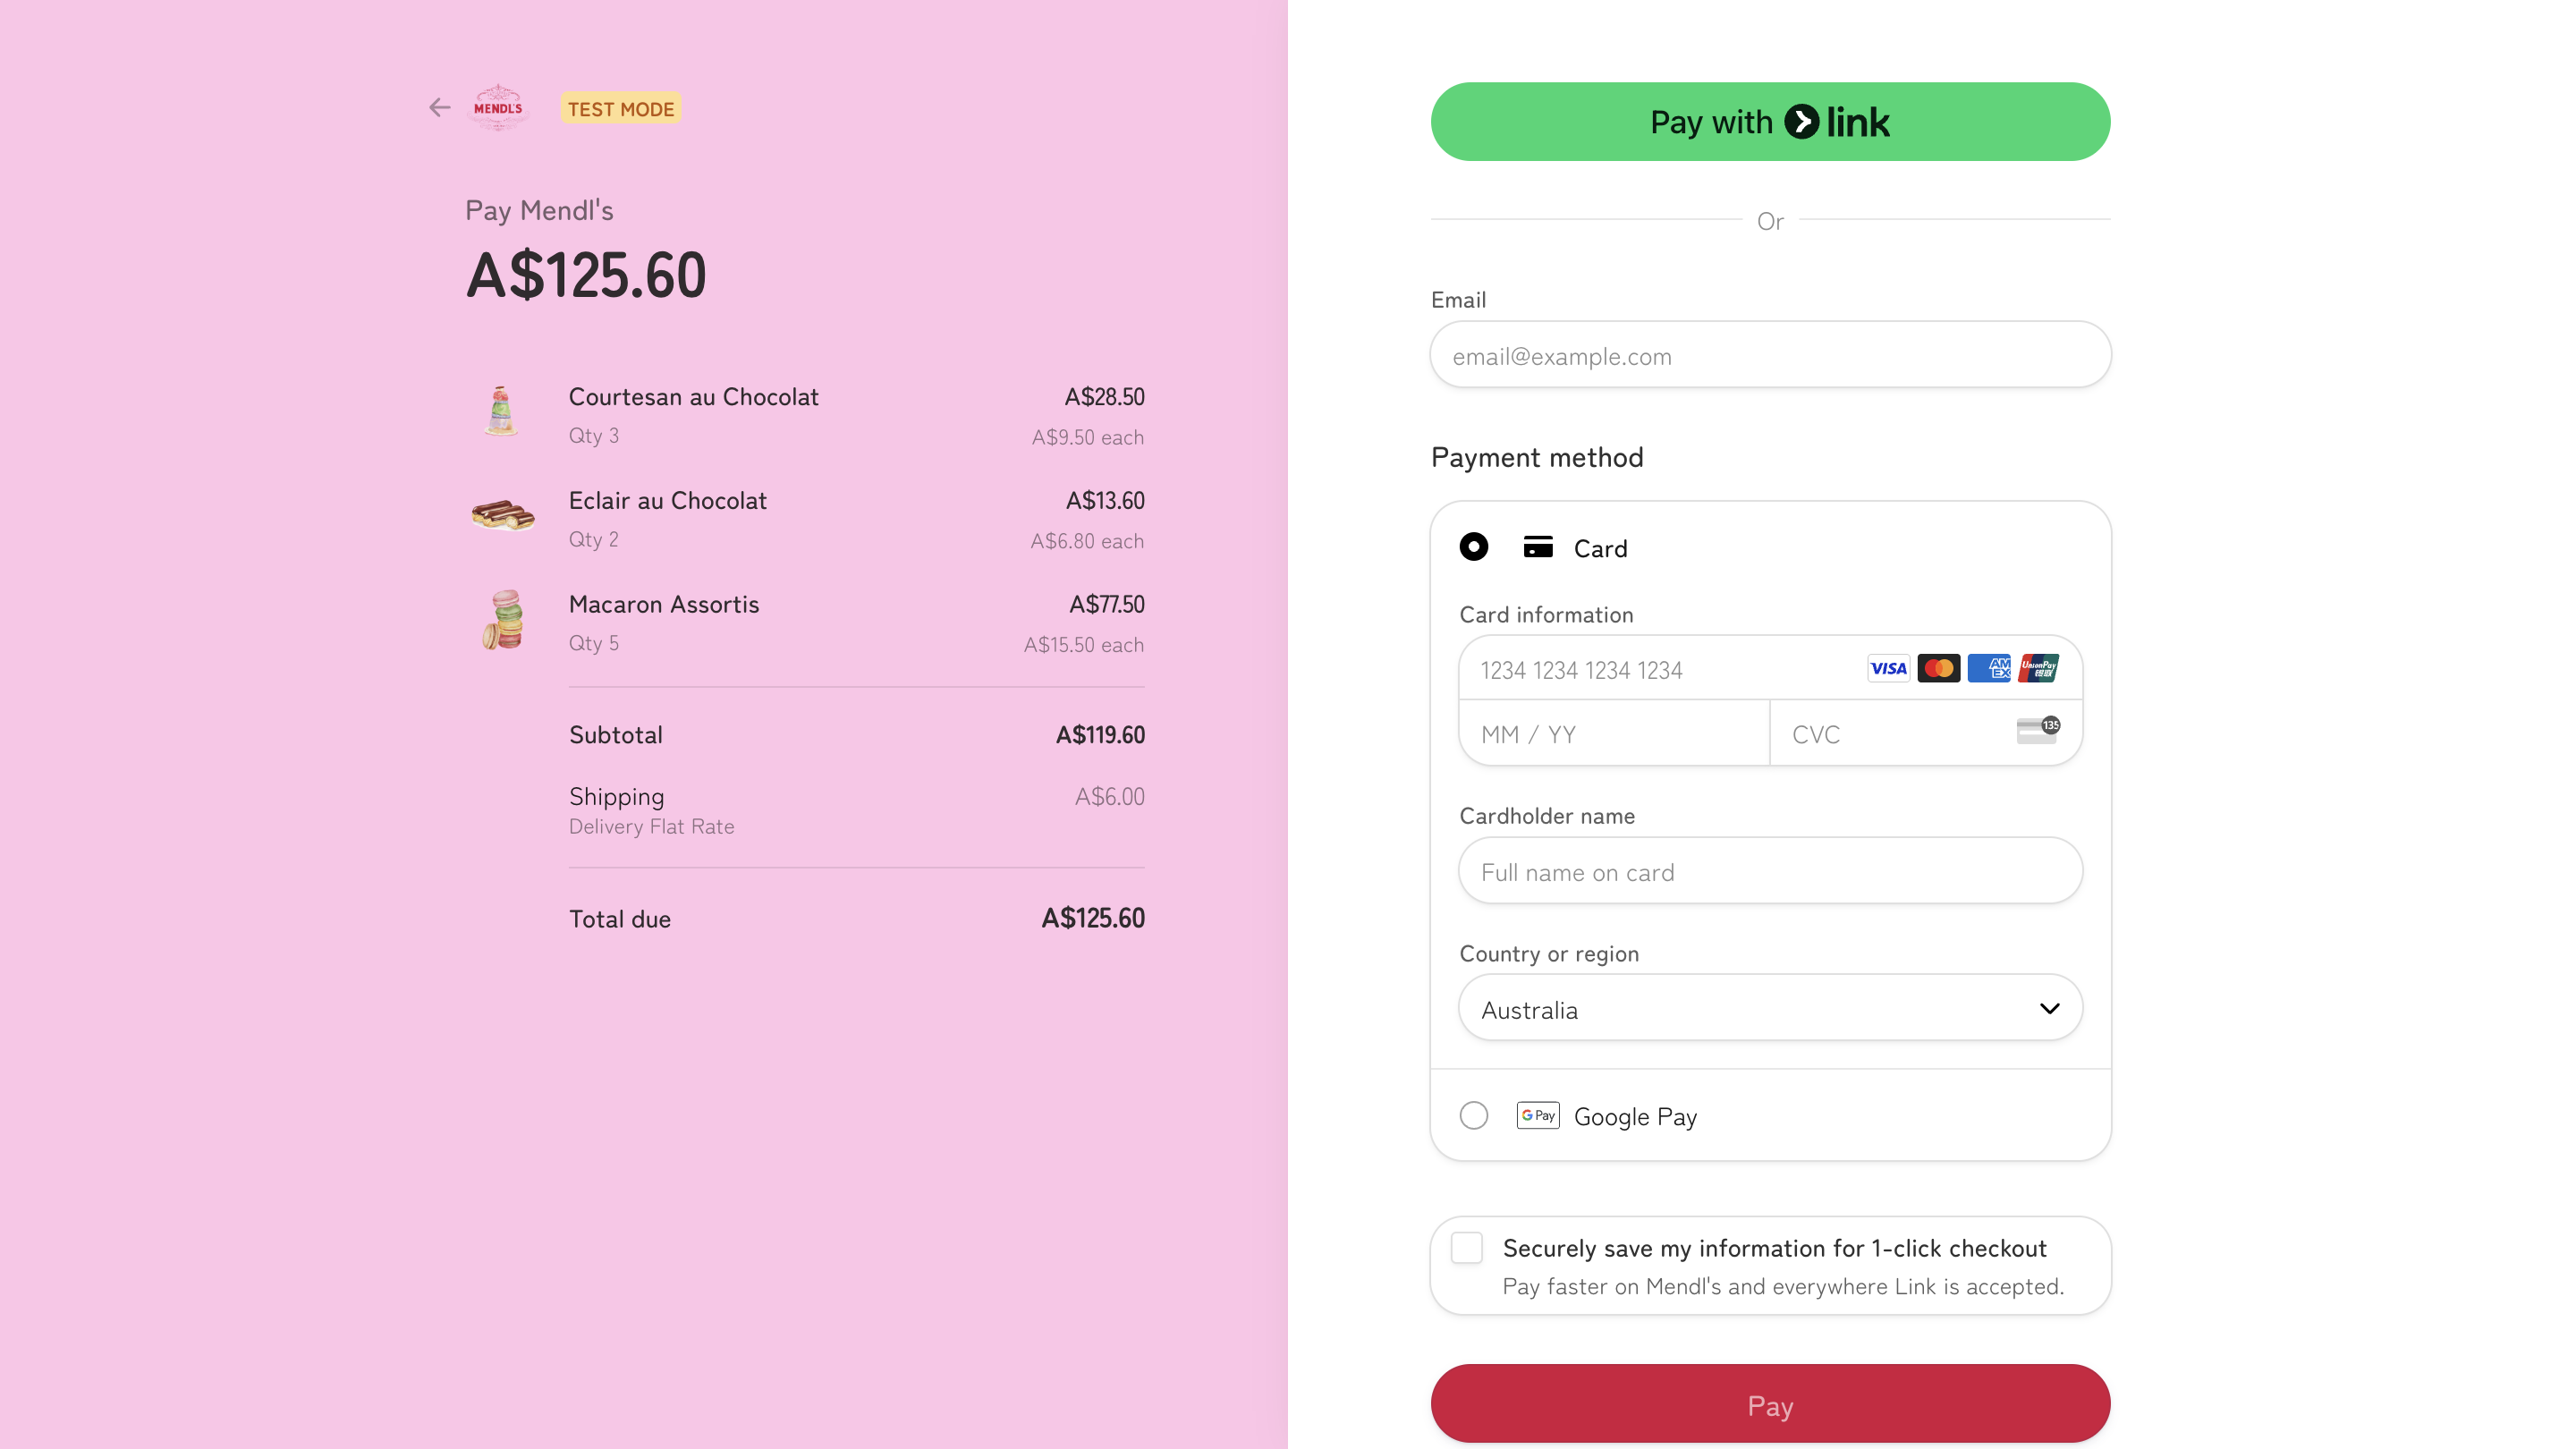 MENDL'S
TEST MODE
Pay Mendl's
A$125.60
Courtesan au Chocolat A$28.50
Qty 3 A$9.50 each
Eclair au Chocolat A$13.60
Qty 2 A$6.80 each
Macaron Assortis A$77.50
Qty 5 A$15.50 each
Subtotal A$119.60
Shipping A$6.00
Delivery Flat Rate
Total due A$125.60
Pay with link
Or
Email
email@example.com
Payment method
Card
Card information
1234 1234 1234 1234 VISA AM EX UnionPay 银联
MM / YY CVC 135
Cardholder name
Full name on card
Country or region
Australia
G Pay Google Pay
Securely save my information for 1-click checkout
Pay faster on Mendl's and everywhere Link is accepted.
Pay